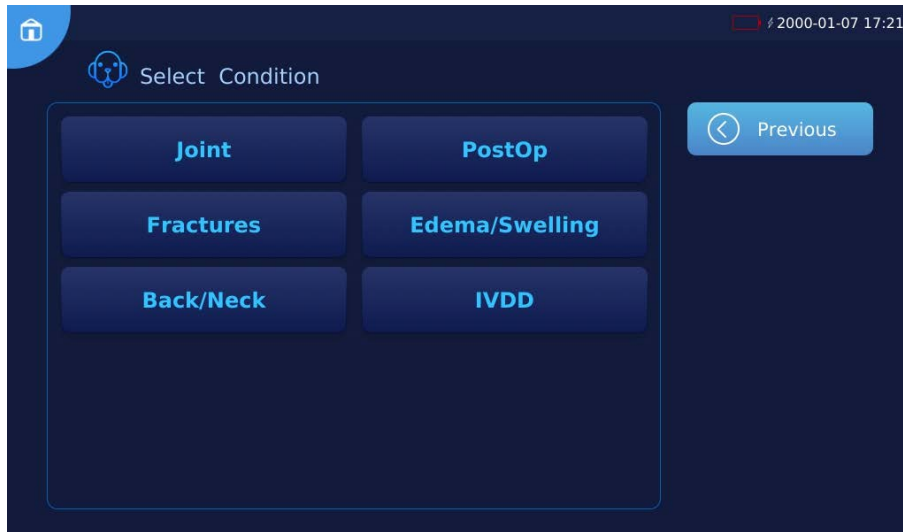 2000-01-07 17:21
Select Condition
Joint
PostOp
Previous
Fractures
Edema/Swelling
Back/Neck
IVDD